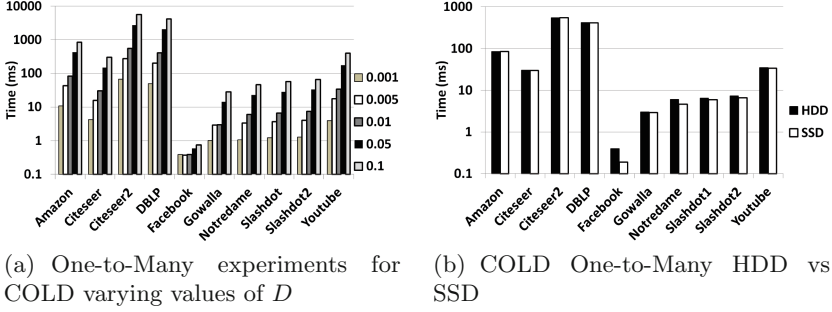 10000
1000
100
10
1
0.1
Time (ms)
0.001
0.005
0.01
0.05
0.1
Amazon
Citeseer
Citeseer2
DBLP
Facebook
Gowalla
Notredame
Slashdot
Slashdot2
Youtube
(a) One-to-Many experiments for
COLD varying values of D
1000
100
10
1
0.1
Time (ms)
HDD
SSD
Amazon
Citeseer
Citeseer2
DBLP
Facebook
Gowalla
Notredame
Slashdot1
Slashdot2
Youtube
(b) COLD One-to-Many HDD vs
SSD